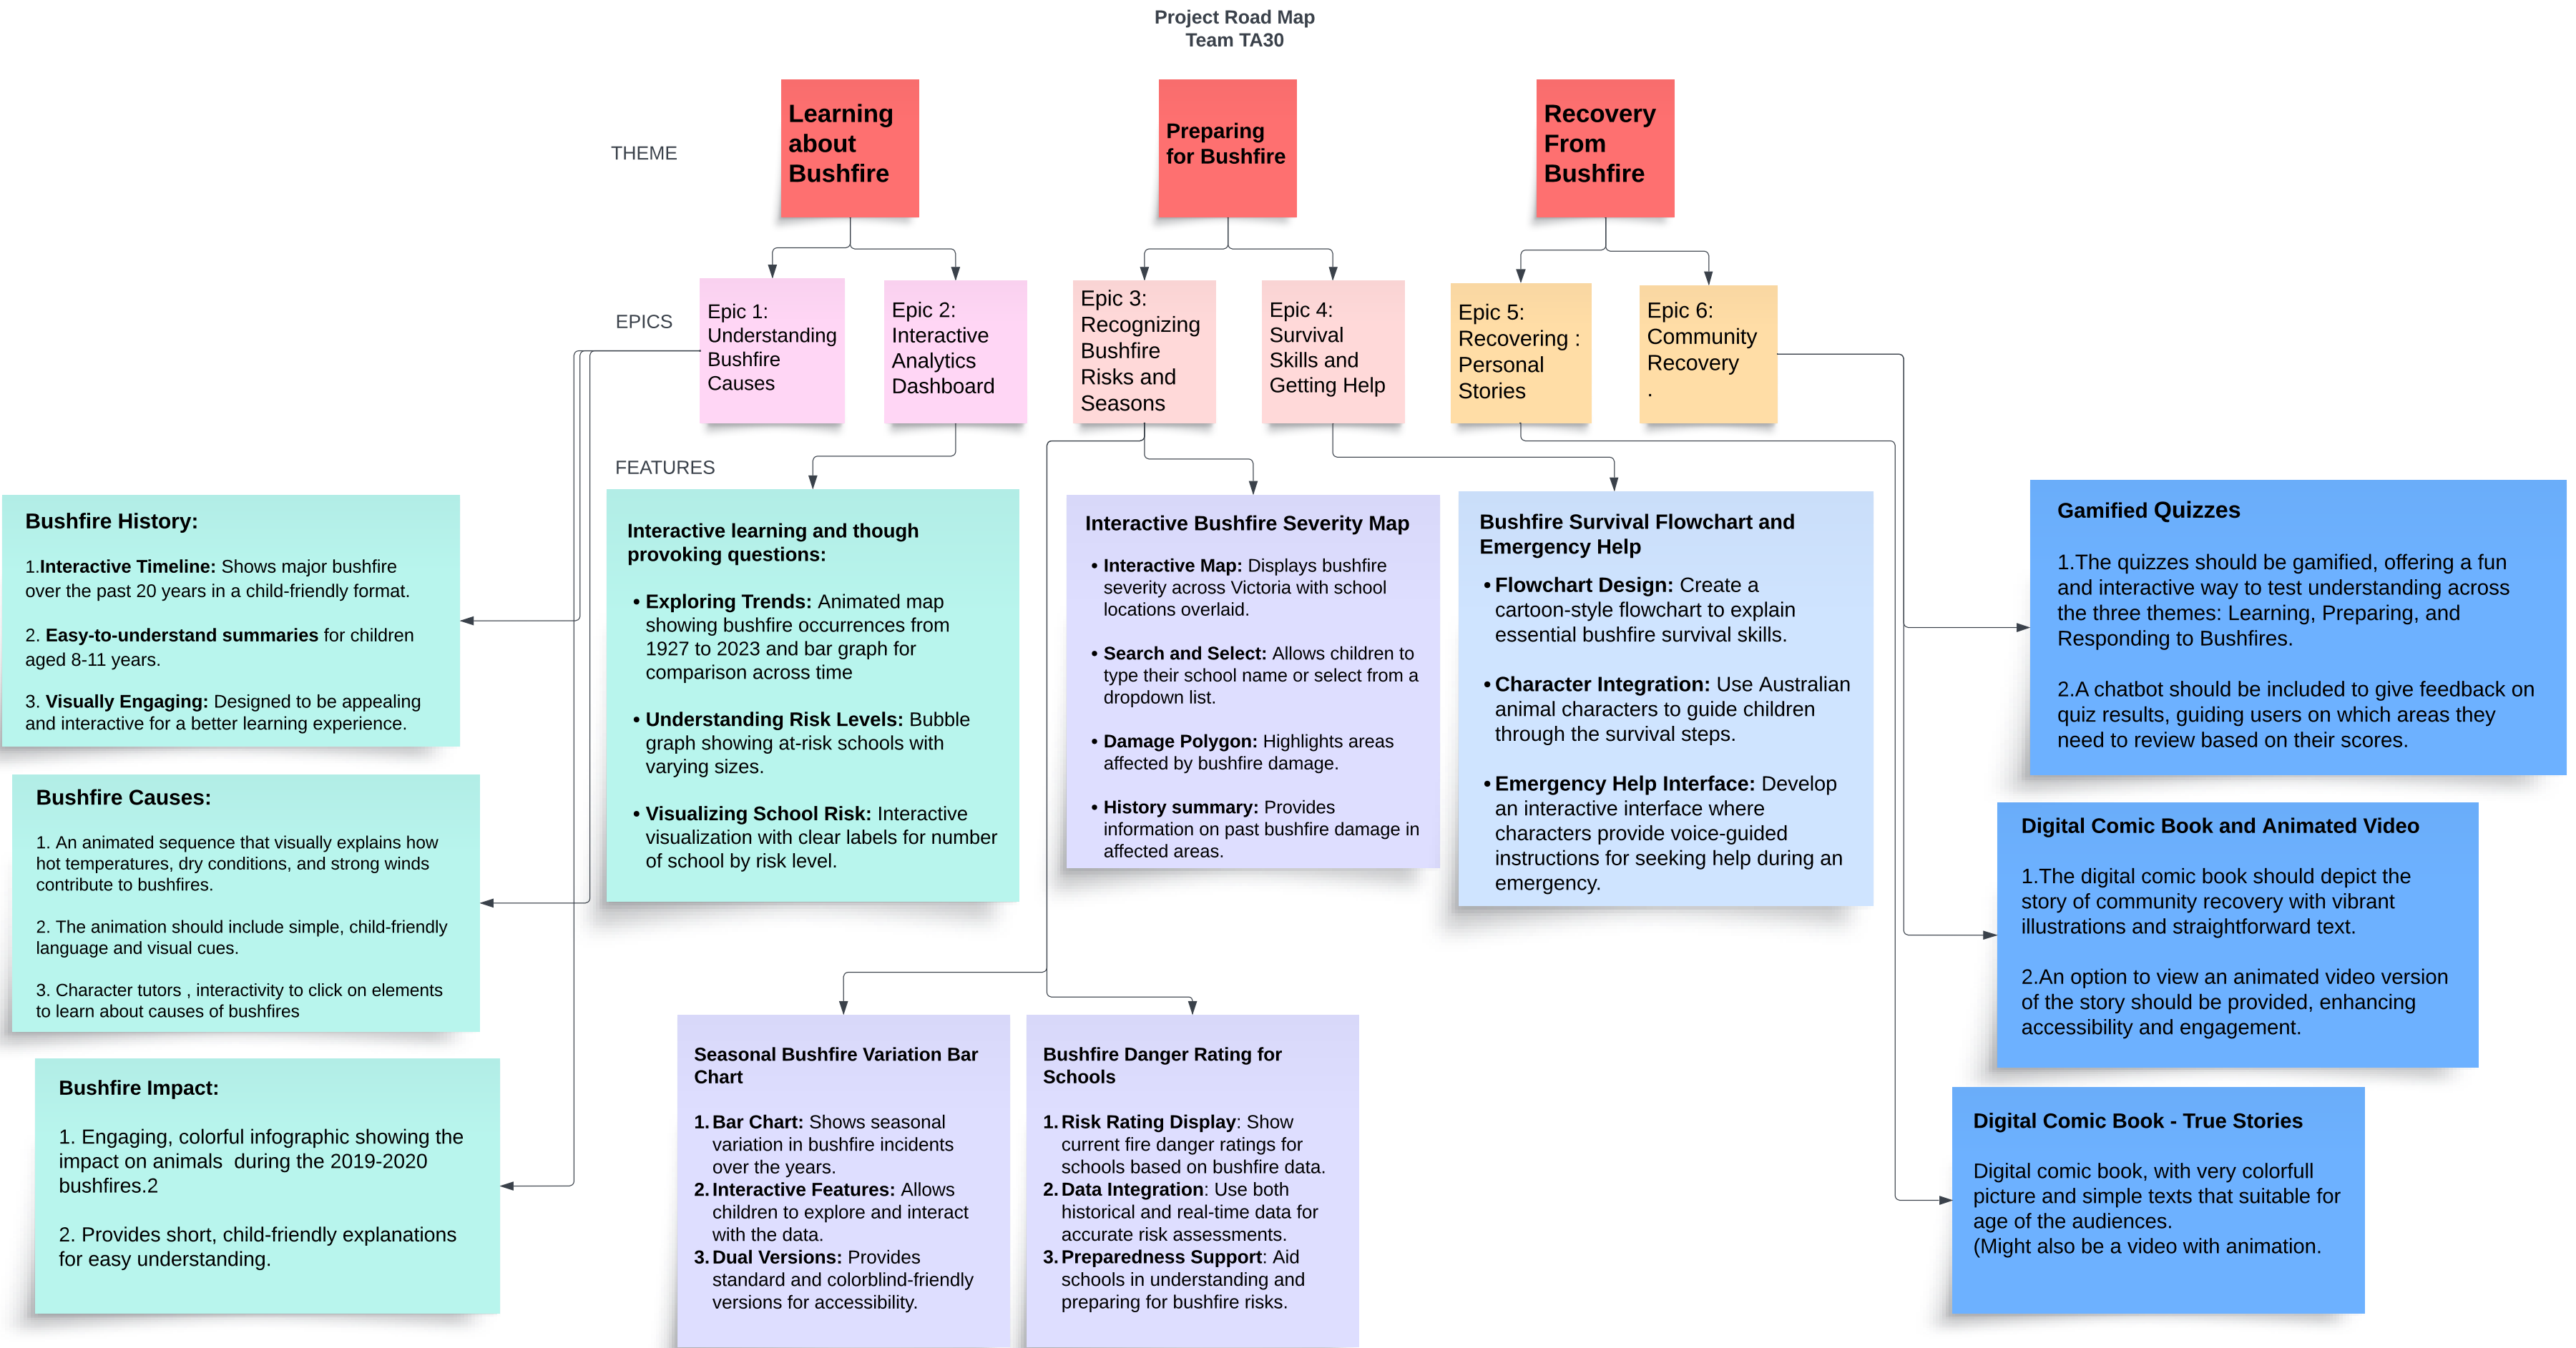 Project Road Map
Team TA30
THEME
Learning
about
Bushfire
Preparing
for Bushfire
Recovery
From
Bushfire
EPICS
Epic 1:
Understanding
Bushfire
Causes
Epic 2:
Interactive
Analytics
Dashboard
Epic 3:
Recognizing
Bushfire
Risks and
Seasons
Epic 4:
Survival
Skills and
Getting Help
Epic 5:
Recovering :
Personal
Stories
Epic 6:
Community
Recovery
.
FEATURES
Bushfire History:
1.Interactive Timeline: Shows major bushfire
over the past 20 years in a child-friendly format.
2. Easy-to-understand summaries for children
aged 8-11 years.
3. Visually Engaging: Designed to be appealing
and interactive for a better learning experience.
Bushfire Causes:
1. An animated sequence that visually explains how
hot temperatures, dry conditions, and strong winds
contribute to bushfires.
2. The animation should include simple, child-friendly
language and visual cues.
3. Character tutors , interactivity to click on elements
to learn about causes of bushfires
Bushfire Impact:
1. Engaging, colorful infographic showing the
impact on animals  during the 2019-2020
bushfires.2
2. Provides short, child-friendly explanations
for easy understanding.
Interactive learning and though
provoking questions:
• Exploring Trends: Animated map
showing bushfire occurrences from
1927 to 2023 and bar graph for
comparison across time
• Understanding Risk Levels: Bubble
graph showing at-risk schools with
varying sizes.
• Visualizing School Risk: Interactive
visualization with clear labels for number
of school by risk level.
Interactive Bushfire Severity Map
• Interactive Map: Displays bushfire
severity across Victoria with school
locations overlaid.
• Search and Select: Allows children to
type their school name or select from a
dropdown list.
• Damage Polygon: Highlights areas
affected by bushfire damage.
• History summary: Provides
information on past bushfire damage in
affected areas.
Bushfire Survival Flowchart and
Emergency Help
• Flowchart Design: Create a
cartoon-style flowchart to explain
essential bushfire survival skills.
• Character Integration: Use Australian
animal characters to guide children
through the survival steps.
• Emergency Help Interface: Develop
an interactive interface where
characters provide voice-guided
instructions for seeking help during an
emergency.
Seasonal Bushfire Variation Bar
Chart
1. Bar Chart: Shows seasonal
variation in bushfire incidents
over the years.
2. Interactive Features: Allows
children to explore and interact
with the data.
3. Dual Versions: Provides
standard and colorblind-friendly
versions for accessibility.
Bushfire Danger Rating for
Schools
1. Risk Rating Display: Show
current fire danger ratings for
schools based on bushfire data.
2. Data Integration: Use both
historical and real-time data for
accurate risk assessments.
3. Preparedness Support: Aid
schools in understanding and
preparing for bushfire risks.
Gamified Quizzes
1.The quizzes should be gamified, offering a fun
and interactive way to test understanding across
the three themes: Learning, Preparing, and
Responding to Bushfires.
2.A chatbot should be included to give feedback on
quiz results, guiding users on which areas they
need to review based on their scores.
Digital Comic Book and Animated Video
1.The digital comic book should depict the
story of community recovery with vibrant
illustrations and straightforward text.
2.An option to view an animated video version
of the story should be provided, enhancing
accessibility and engagement.
Digital Comic Book - True Stories
Digital comic book, with very colorfull
picture and simple texts that suitable for
age of the audiences.
(Might also be a video with animation.